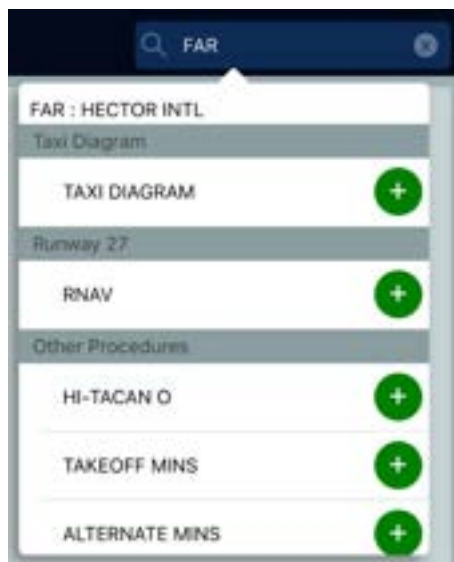 FAR
FAR : HECTOR INTL
Taxi Diagram
TAXI DIAGRAM
Runway 27
RNAV
Other Procedures
HI-TACAN O
TAKEOFF MINS
ALTERNATE MINS